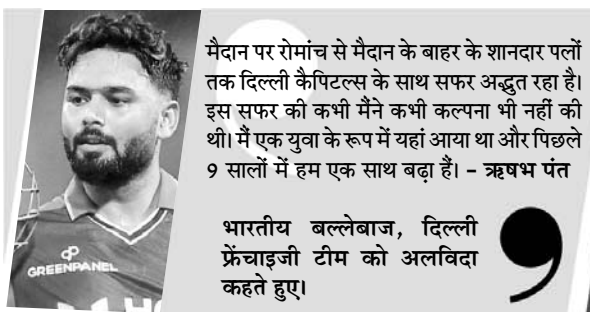 मैदान पर रोमांच से मैदान के बाहर के शानदार पलों
तक दिल्ली कैपिटल्स के साथ सफर अद्भुत रहा है।
इस सफर की कभी मैंने कभी कल्पना भी नहीं की
थी। मैं एक युवा के रूप में यहां आया था और पिछले
9 सालों में हम एक साथ बढ़ा हैं। – ऋषभ पंत
भारतीय बल्लेबाज, दिल्ली
फ्रेंचाइजी टीम को अलविदा
कहते हुए।
GREENPANEL